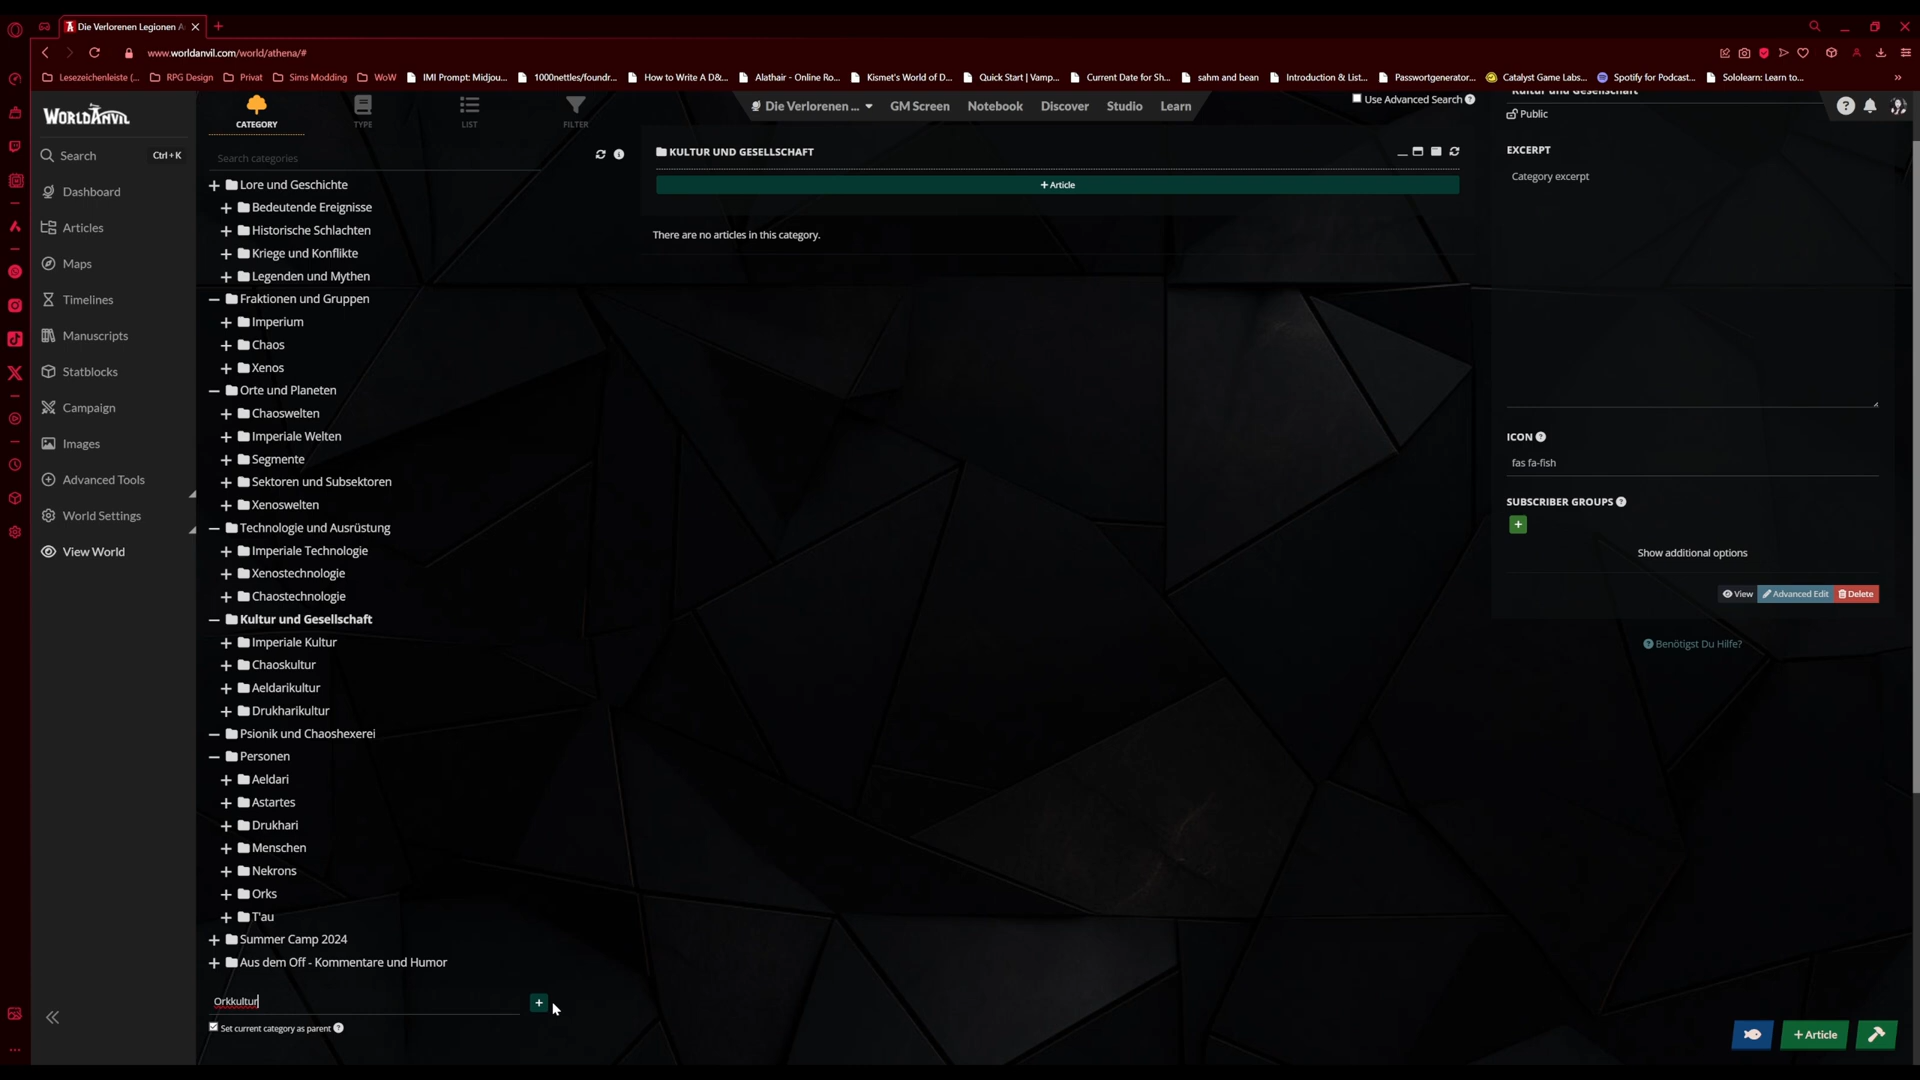 Die Verlorenen Legionen A
www.worldanvil.com/world/athena/#
Lesezeichenleiste (... RPG Design Privat Sims Modding WoW IMI Prompt: Midjou... 1000nettles/foundr... How to Write A D&... Alathair - Online Ro... Kismet's World of D... Quick Start | Vamp... Current Date for Sh... sahm and bean Introduction & List... Passwortgenerator... Catalyst Game Labs... Spotify for Podcast... Sololearn: Learn to...
WORLDANVIL
Search Ctrl+K
Dashboard
Articles
Maps
Timelines
Manuscripts
Statblocks
Campaign
Images
Advanced Tools
World Settings
View World
CATEGORY TYPE LIST FILTER
Search categories
Lore und Geschichte
Bedeutende Ereignisse
Historische Schlachten
Kriege und Konflikte
Legenden und Mythen
Fraktionen und Gruppen
Imperium
Chaos
Xenos
Orte und Planeten
Chaoswelten
Imperiale Welten
Segmente
Sektoren und Subsektoren
Xenoswelten
Technologie und Ausrüstung
Imperiale Technologie
Xenostechnologie
Chaostechnologie
Kultur und Gesellschaft
Imperiale Kultur
Chaoskultur
Aeldarikultur
Drukharikultur
Psionik und Chaoshexerei
Personen
Aeldari
Astartes
Drukhari
Menschen
Nekrons
Orks
T'au
Summer Camp 2024
Aus dem Off - Kommentare und Humor
Orkkultur
Set current category as parent
Die Verlorenen ... GM Screen Notebook Discover Studio Learn
Use Advanced Search
KULTUR UND GESELLSCHAFT
+ Article
There are no articles in this category.
Kultur und Gesellschaft
Public
EXCERPT
Category excerpt
ICON
fas fa-fish
SUBSCRIBER GROUPS
+
Show additional options
View Advanced Edit Delete
Benötigst Du Hilfe?
+ Article